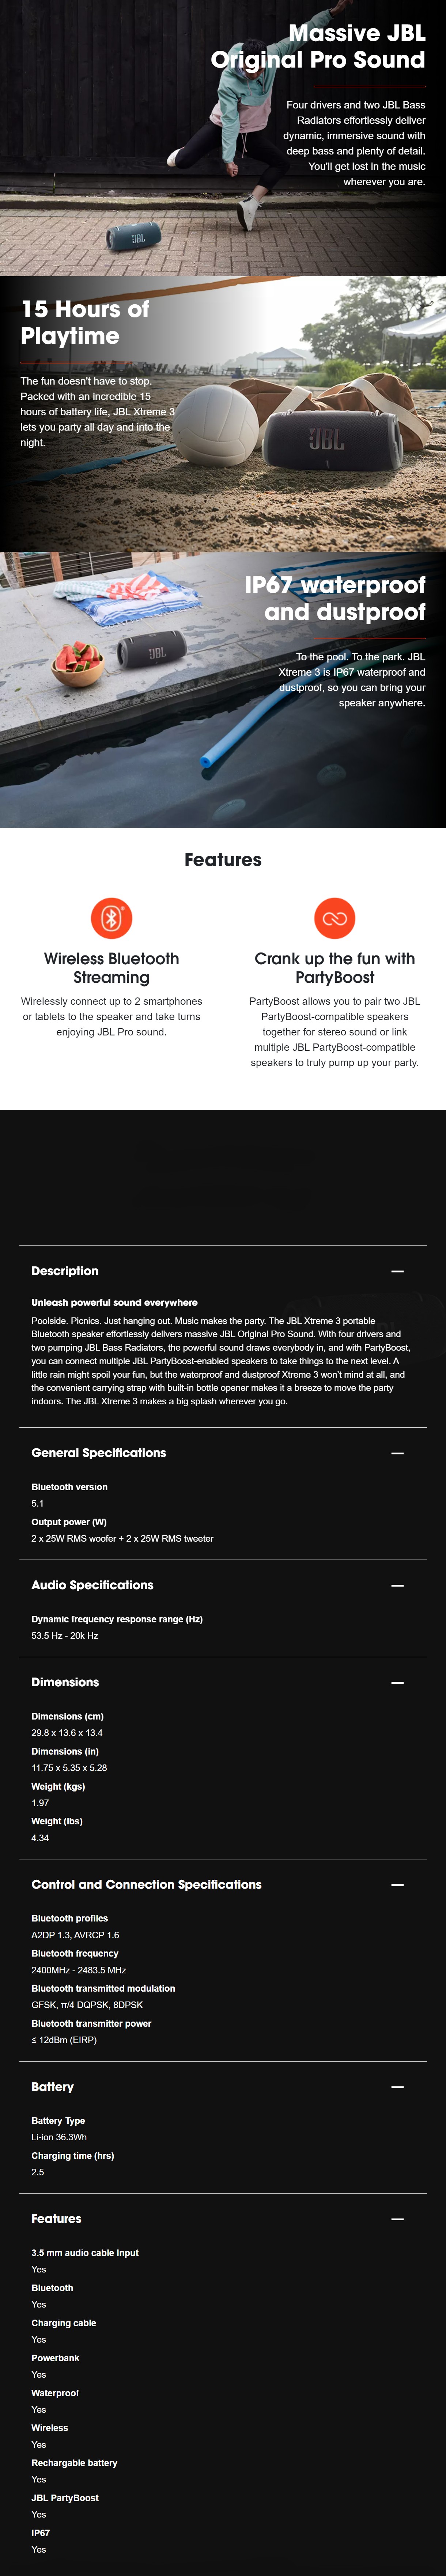 Massive JBL
Original Pro Sound
Four drivers and two JBL Bass
Radiators effortlessly deliver
dynamic, immersive sound with
deep bass and plenty of detail.
You'll get lost in the music
wherever you are.
JBL
15 Hours of
Playtime
The fun doesn't have to stop.
Packed with an incredible 15
hours of battery life, JBL Xtreme 3
lets you party all day and into the
night.
JBL
IP67 waterproof
and dustproof
To the pool. To the park. JBL
Xtreme 3 is IP67 waterproof and
dustproof, so you can bring your
speaker anywhere.
JBL
Features
Wireless Bluetooth
Streaming
Wirelessly connect up to 2 smartphones
or tablets to the speaker and take turns
enjoying JBL Pro sound.
Crank up the fun with
PartyBoost
PartyBoost allows you to pair two JBL
PartyBoost-compatible speakers
together for stereo sound or link
multiple JBL PartyBoost-compatible
speakers to truly pump up your party.
Description
Unleash powerful sound everywhere
Poolside. Picnics. Just hanging out. Music makes the party. The JBL Xtreme 3 portable
Bluetooth speaker effortlessly delivers massive JBL Original Pro Sound. With four drivers and
two pumping JBL Bass Radiators, the powerful sound draws everybody in, and with PartyBoost,
you can connect multiple JBL PartyBoost-enabled speakers to take things to the next level. A
little rain might spoil your fun, but the waterproof and dustproof Xtreme 3 won't mind at all, and
the convenient carrying strap with built-in bottle opener makes it a breeze to move the party
indoors. The JBL Xtreme 3 makes a big splash wherever you go.
General Specifications
Bluetooth version
5.1
Output power (W)
2 x 25W RMS woofer + 2 x 25W RMS tweeter
Audio Specifications
Dynamic frequency response range (Hz)
53.5 Hz - 20k Hz
Dimensions
Dimensions (cm)
29.8 x 13.6 x 13.4
Dimensions (in)
11.75 x 5.35 x 5.28
Weight (kgs)
1.97
Weight (lbs)
4.34
Control and Connection Specifications
Bluetooth profiles
A2DP 1.3, AVRCP 1.6
Bluetooth frequency
2400MHz - 2483.5 MHz
Bluetooth transmitted modulation
GFSK, π/4 DQPSK, 8DPSK
Bluetooth transmitter power
≤ 12dBm (EIRP)
Battery
Battery Type
Li-ion 36.3Wh
Charging time (hrs)
2.5
Features
3.5 mm audio cable Input
Yes
Bluetooth
Yes
Charging cable
Yes
Powerbank
Yes
Waterproof
Yes
Wireless
Yes
Rechargable battery
Yes
JBL PartyBoost
Yes
IP67
Yes